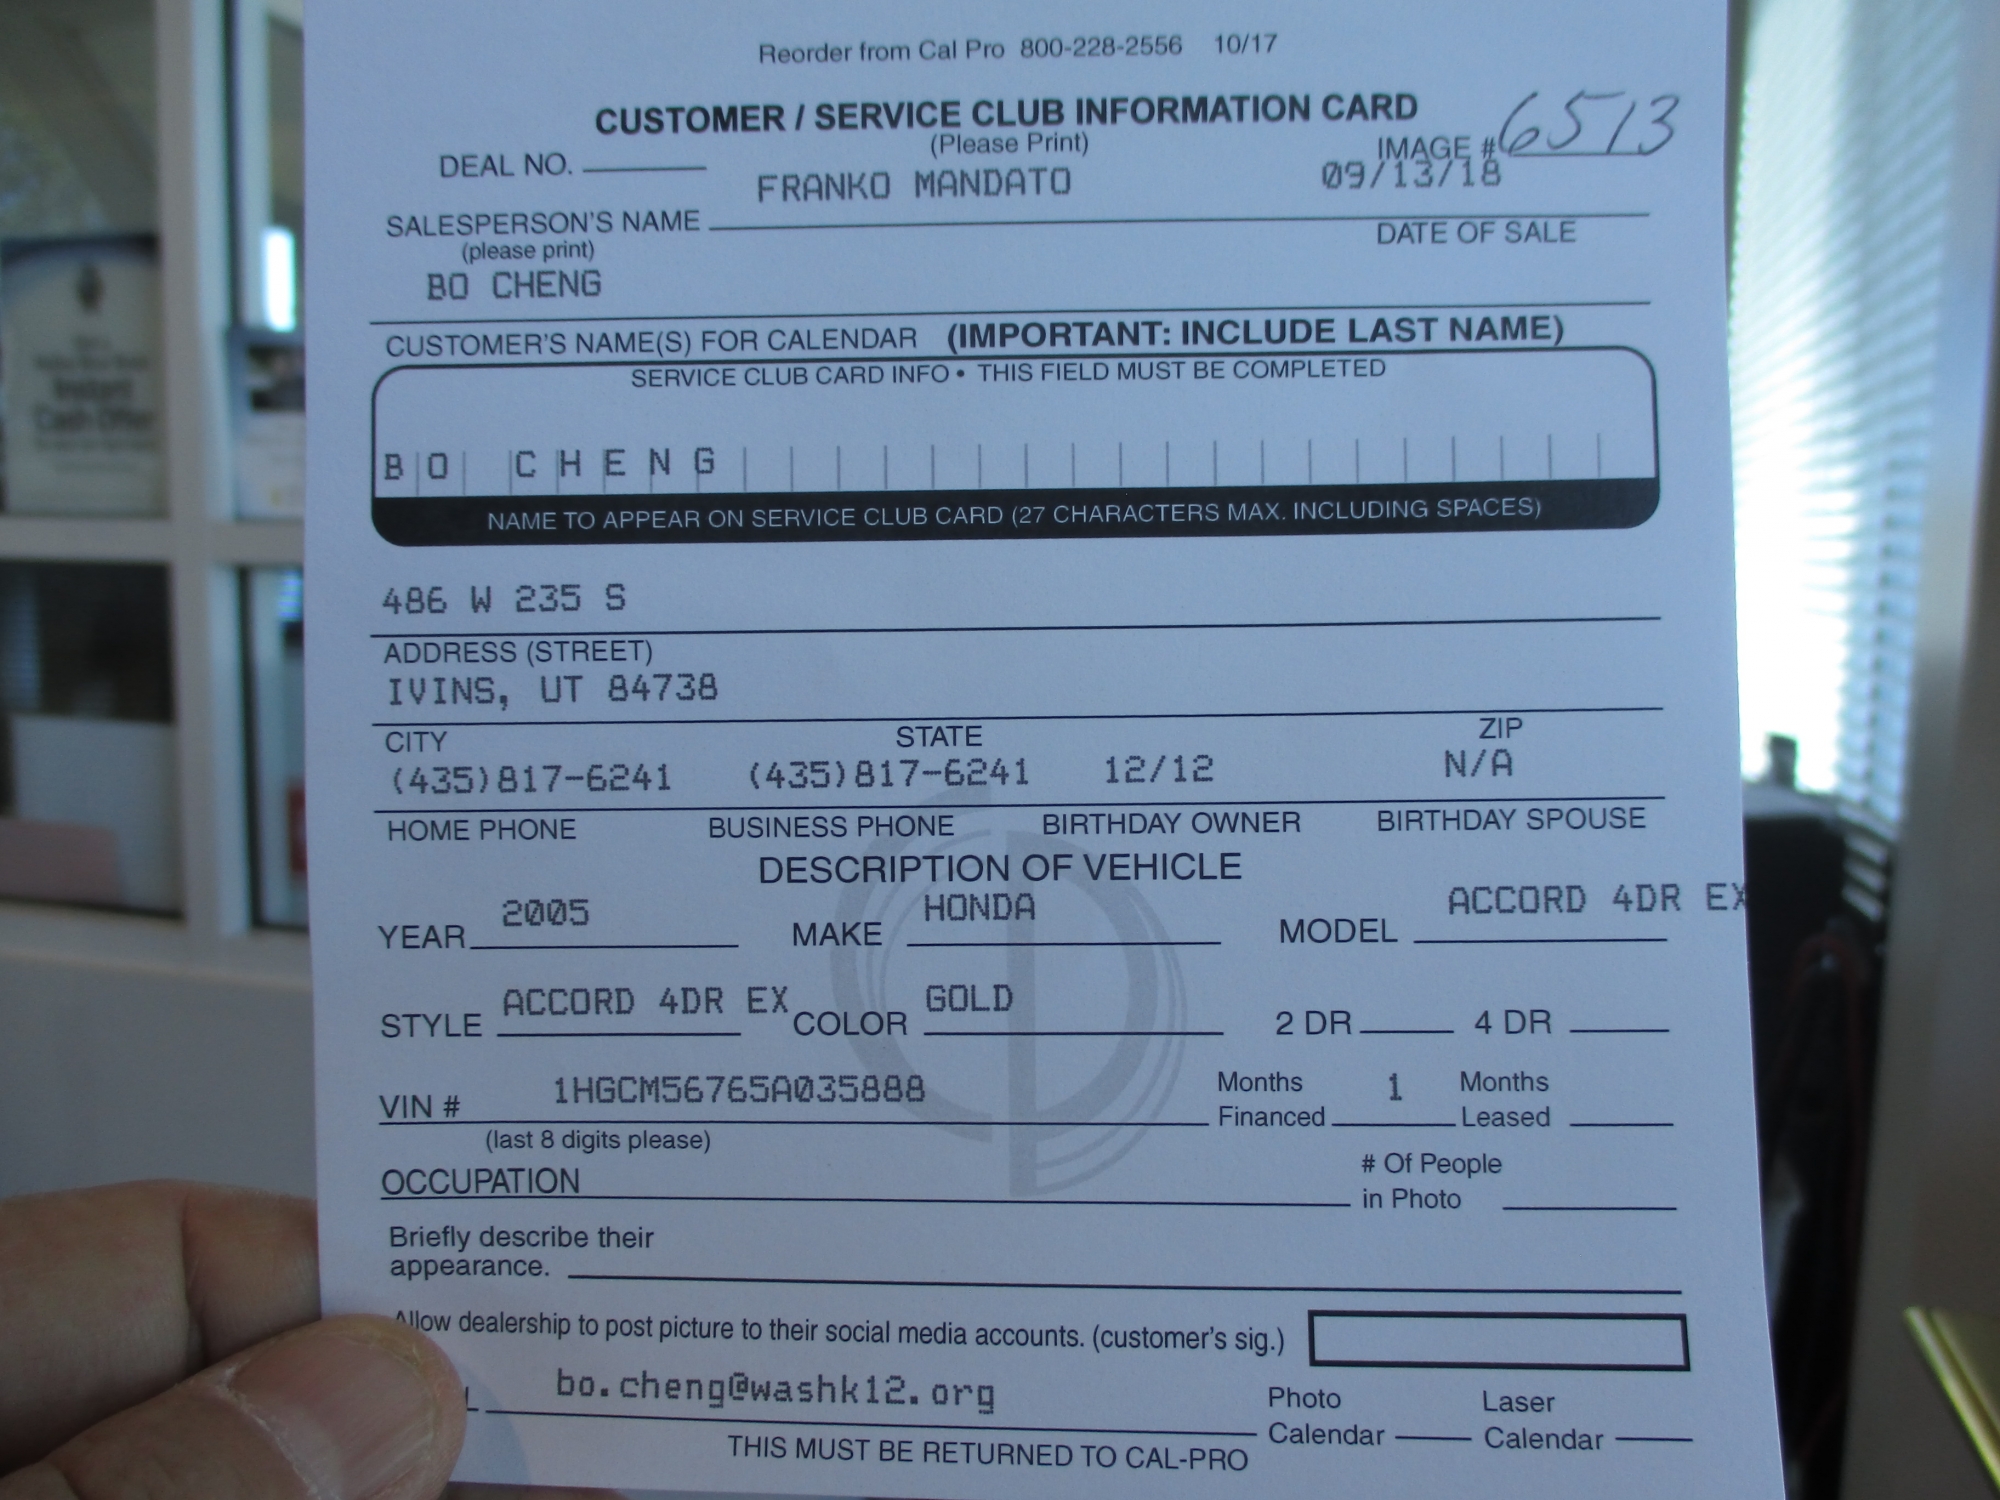 Reorder from Cal Pro 800-228-2556 10/17
CUSTOMER / SERVICE CLUB INFORMATION CARD
(Please Print)
IMAGE # 6513
DEAL NO.
FRANKO MANDATO 09/13/18
SALESPERSON'S NAME DATE OF SALE
(please print)
BO CHENG
CUSTOMER'S NAME(S) FOR CALENDAR (IMPORTANT: INCLUDE LAST NAME)
SERVICE CLUB CARD INFO • THIS FIELD MUST BE COMPLETED
BO CHENG
NAME TO APPEAR ON SERVICE CLUB CARD (27 CHARACTERS MAX. INCLUDING SPACES)
486 W 235 S
ADDRESS (STREET)
IVINS, UT 84738
CITY STATE ZIP
(435)817-6241 (435)817-6241 12/12 N/A
HOME PHONE BUSINESS PHONE BIRTHDAY OWNER BIRTHDAY SPOUSE
DESCRIPTION OF VEHICLE
YEAR 2005 MAKE HONDA MODEL ACCORD 4DR EX
STYLE ACCORD 4DR EX COLOR GOLD 2 DR 4 DR
VIN # 1HGCM56765A035888 Months Financed 1 Months Leased
(last 8 digits please)
OCCUPATION # Of People in Photo
Briefly describe their
appearance.
Allow dealership to post picture to their social media accounts. (customer's sig.)
bo.cheng@washk12.org Photo Calendar Laser Calendar
THIS MUST BE RETURNED TO CAL-PRO
Instant
Cash Offer